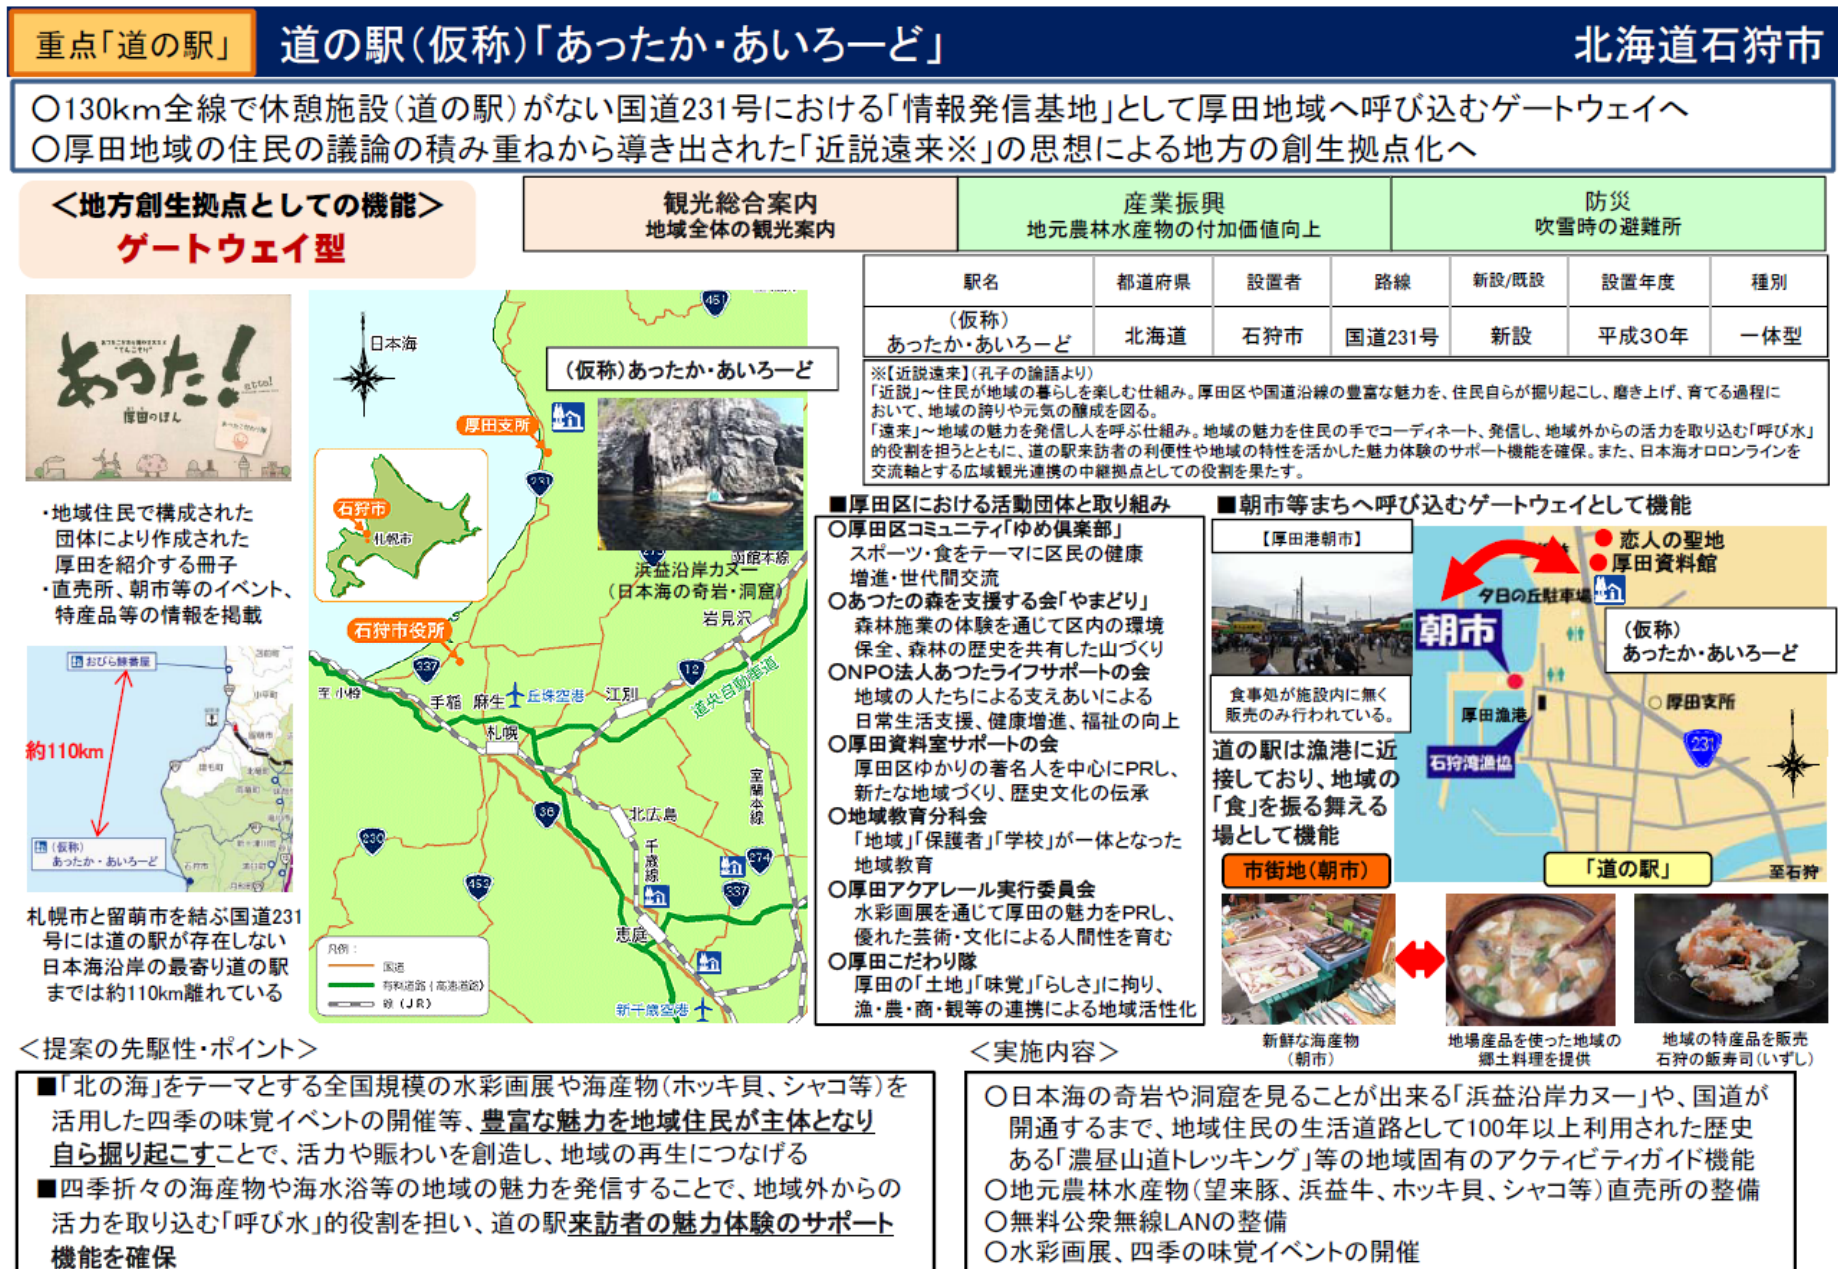 重点「道の駅」
道の駅(仮称)「あったか・あいろーど」
北海道石狩市
○130km全線で休憩施設(道の駅)がない国道231号における「情報発信基地」として厚田地域へ呼び込むゲートウェイへ
○厚田地域の住民の議論の積み重ねから導き出された「近説遠来※」の思想による地方の創生拠点化へ
<地方創生拠点としての機能>
ゲートウェイ型
観光総合案内
地域全体の観光案内
産業振興
地元農林水産物の付加価値向上
防災
吹雪時の避難所
駅名 都道府県 設置者 路線 新設/既設 設置年度 種別
(仮称)
あったか・あいろーど 北海道 石狩市 国道231号 新設 平成30年 一体型
※【近説遠来】(孔子の論語より)
「近説」~住民が地域の暮らしを楽しむ仕組み。厚田区や国道沿線の豊富な魅力を、住民自らが掘り起こし、磨き上げ、育てる過程に
おいて、地域の誇りや元気の醸成を図る。
「遠来」~地域の魅力を発信し人を呼ぶ仕組み。地域の魅力を住民の手でコーディネート、発信し、地域外からの活力を取り込む「呼び水」
的役割を担うとともに、道の駅来訪者の利便性や地域の特性を活かした魅力体験のサポート機能を確保。また、日本海オロロンラインを
交流軸とする広域観光連携の中継拠点としての役割を果たす。
あった!
atta!
厚田のほん
・地域住民で構成された
団体により作成された
厚田を紹介する冊子
・直売所、朝市等のイベント、
特産品等の情報を掲載
おびら鰊番屋
約110km
(仮称)
あったか・あいろーど
石狩市
札幌市と留萌市を結ぶ国道231
号には道の駅が存在しない
日本海沿岸の最寄り道の駅
までは約110km離れている
日本海
451
(仮称)あったか・あいろーど
厚田支所
231
石狩市
札幌市
275
函館本線
浜益沿岸カヌー
(日本海の奇岩・洞窟)
岩見沢
石狩市役所
337
12
至小樽
手稲
麻生
丘珠空港
江別
道央自動車道
札幌
室蘭本線
36
北広島
230
千歳線
274
453
337
恵庭
新千歳空港
凡例:
国道
有料道路(高速道路)
線(JR)
■厚田区における活動団体と取り組み
○厚田区コミュニティ「ゆめ倶楽部」
スポーツ・食をテーマに区民の健康
増進・世代間交流
○あつたの森を支援する会「やまどり」
森林施業の体験を通じて区内の環境
保全、森林の歴史を共有した山づくり
○NPO法人あつたライフサポートの会
地域の人たちによる支えあいによる
日常生活支援、健康増進、福祉の向上
○厚田資料室サポートの会
厚田区ゆかりの著名人を中心にPRし、
新たな地域づくり、歴史文化の伝承
○地域教育分科会
「地域」「保護者」「学校」が一体となった
地域教育
○厚田アクアレール実行委員会
水彩画展を通じて厚田の魅力をPRし、
優れた芸術・文化による人間性を育む
○厚田こだわり隊
厚田の「土地」「味覚」「らしさ」に拘り、
漁・農・商・観等の連携による地域活性化
■朝市等まちへ呼び込むゲートウェイとして機能
【厚田港朝市】
食事処が施設内に無く
販売のみ行われている。
道の駅は漁港に近
接しており、地域の
「食」を振る舞える
場として機能
恋人の聖地
厚田資料館
夕日の丘駐車場
朝市
(仮称)
あったか・あいろーど
厚田漁港
厚田支所
石狩湾漁協
231
至石狩
市街地(朝市)
「道の駅」
新鮮な海産物
(朝市)
地場産品を使った地域の
郷土料理を提供
地域の特産品を販売
石狩の飯寿司(いずし)
<提案の先駆性・ポイント>
■「北の海」をテーマとする全国規模の水彩画展や海産物(ホッキ貝、シャコ等)を
活用した四季の味覚イベントの開催等、豊富な魅力を地域住民が主体となり
自ら掘り起こすことで、活力や賑わいを創造し、地域の再生につなげる
■四季折々の海産物や海水浴等の地域の魅力を発信することで、地域外からの
活力を取り込む「呼び水」的役割を担い、道の駅来訪者の魅力体験のサポート
機能を確保
<実施内容>
○日本海の奇岩や洞窟を見ることが出来る「浜益沿岸カヌー」や、国道が
開通するまで、地域住民の生活道路として100年以上利用された歴史
ある「濃昼山道トレッキング」等の地域固有のアクティビティガイド機能
○地元農林水産物(望来豚、浜益牛、ホッキ貝、シャコ等)直売所の整備
○無料公衆無線LANの整備
○水彩画展、四季の味覚イベントの開催